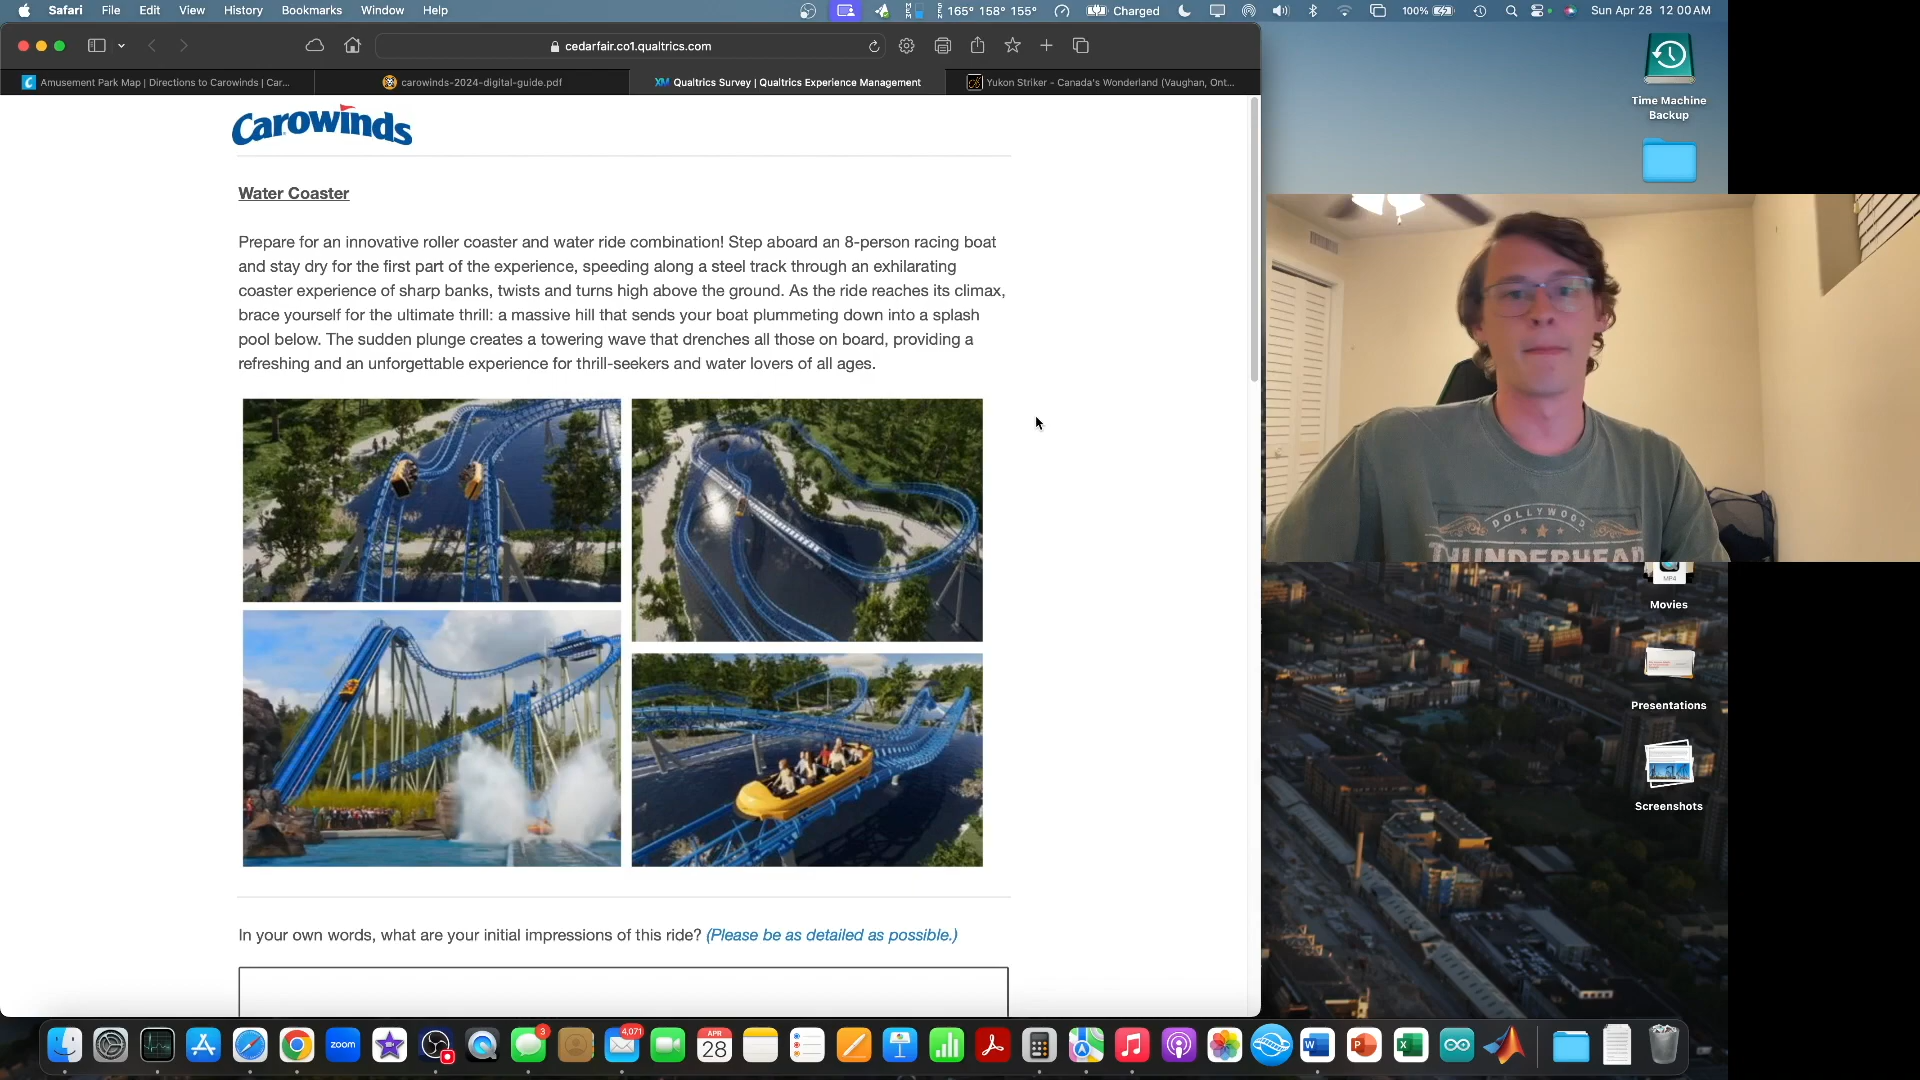 Safari File Edit View History Bookmarks Window Help
165° 158° 155° Charged 100% Sun Apr 28 12 00 AM
cedarfair.co1.qualtrics.com
Amusement Park Map | Directions to Carowinds | Car...
carowinds-2024-digital-guide.pdf
XM Qualtrics Survey | Qualtrics Experience Management
Yukon Striker - Canada's Wonderland (Vaughan, Ont...
Carowinds
Water Coaster
Prepare for an innovative roller coaster and water ride combination! Step aboard an 8-person racing boat
and stay dry for the first part of the experience, speeding along a steel track through an exhilarating
coaster experience of sharp banks, twists and turns high above the ground. As the ride reaches its climax,
brace yourself for the ultimate thrill: a massive hill that sends your boat plummeting down into a splash
pool below. The sudden plunge creates a towering wave that drenches all those on board, providing a
refreshing and an unforgettable experience for thrill-seekers and water lovers of all ages.
In your own words, what are your initial impressions of this ride? (Please be as detailed as possible.)
Time Machine
Backup
DOLLYWOOD
THUNDERHEAD
MP4
Movies
Presentations
Screenshots
zoom
3
4,071
APR
28
W
P
X